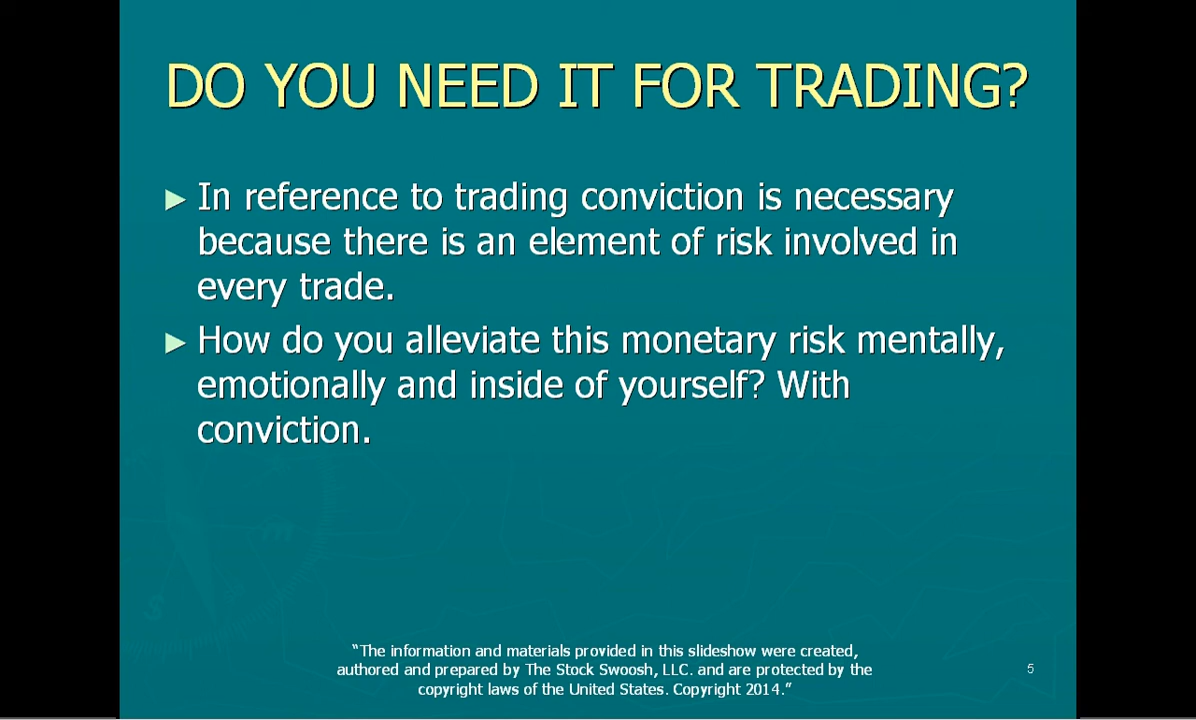 DO YOU NEED IT FOR TRADING?
► In reference to trading conviction is necessary
because there is an element of risk involved in
every trade.
► How do you alleviate this monetary risk mentally,
emotionally and inside of yourself? With
conviction.
“The information and materials provided in this slideshow were created,
authored and prepared by The Stock Swoosh, LLC. and are protected by the
copyright laws of the United States. Copyright 2014.”
5